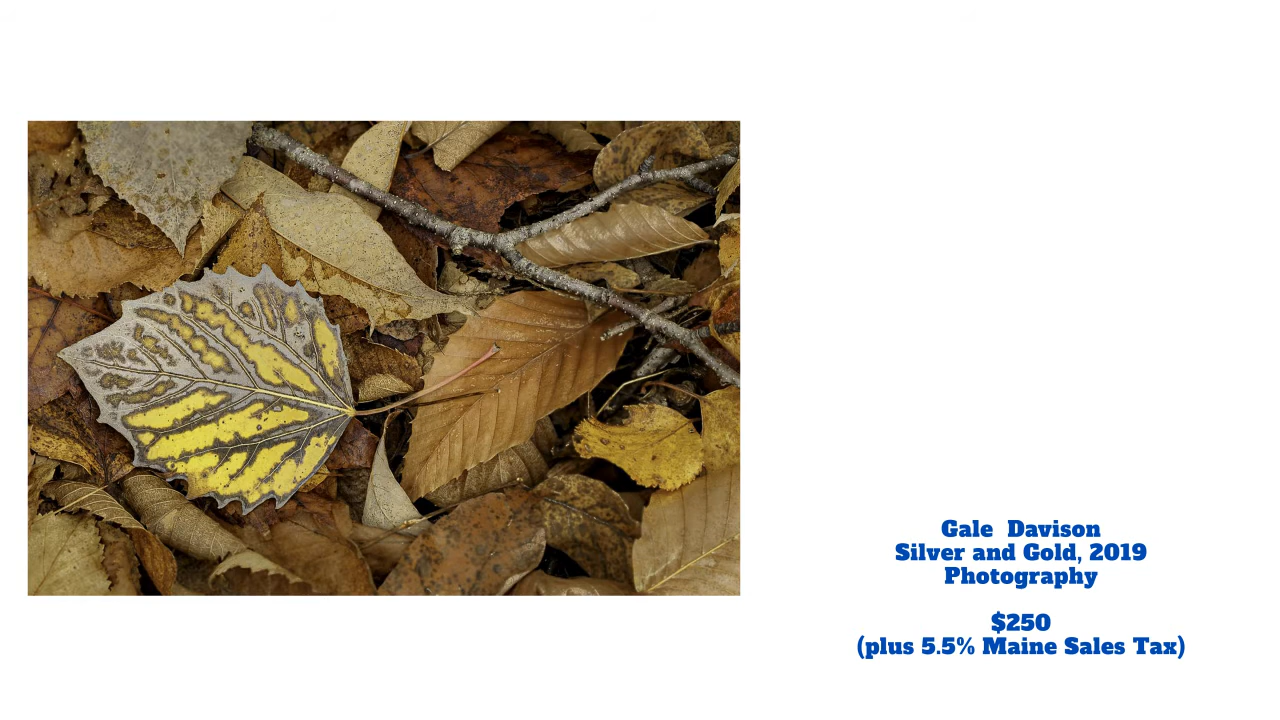 Gale Davison
Silver and Gold, 2019
Photography
$250
(plus 5.5% Maine Sales Tax)